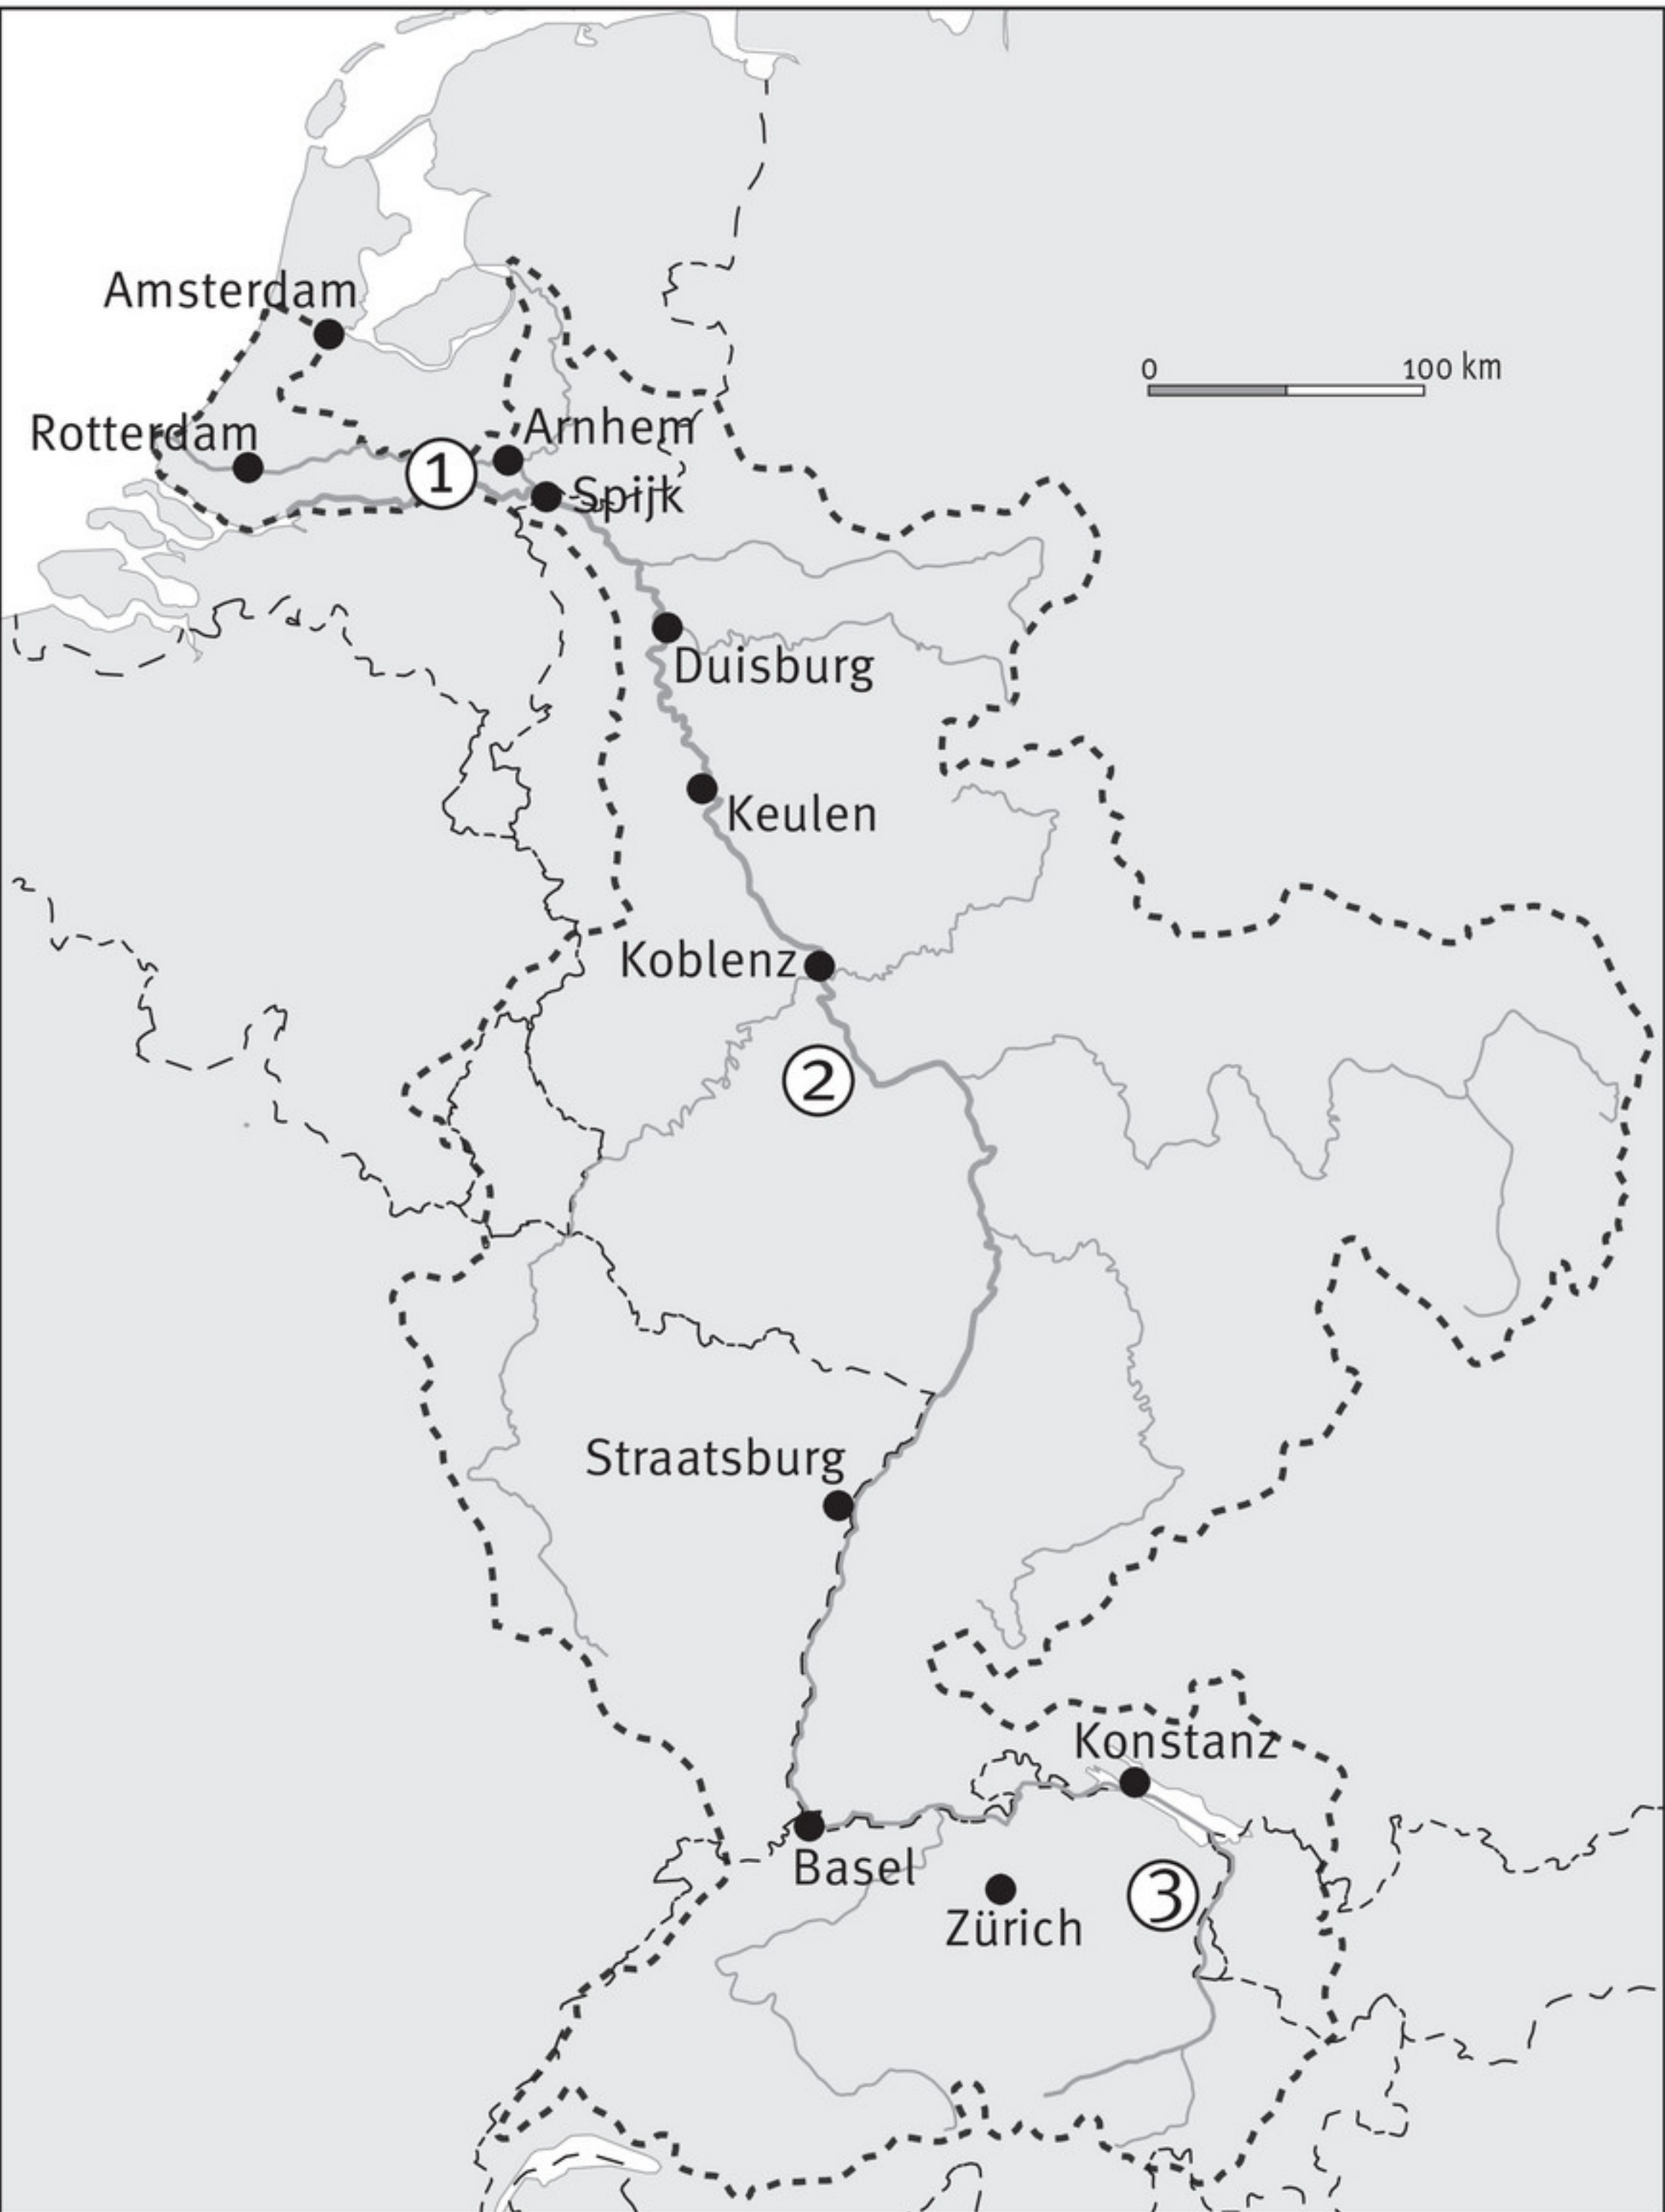 Amsterdam
0 100 km
Rotterdam
Arnhem
1
Spijk
Duisburg
Keulen
Koblenz
2
Straatsburg
Konstanz
Basel
3
Zürich